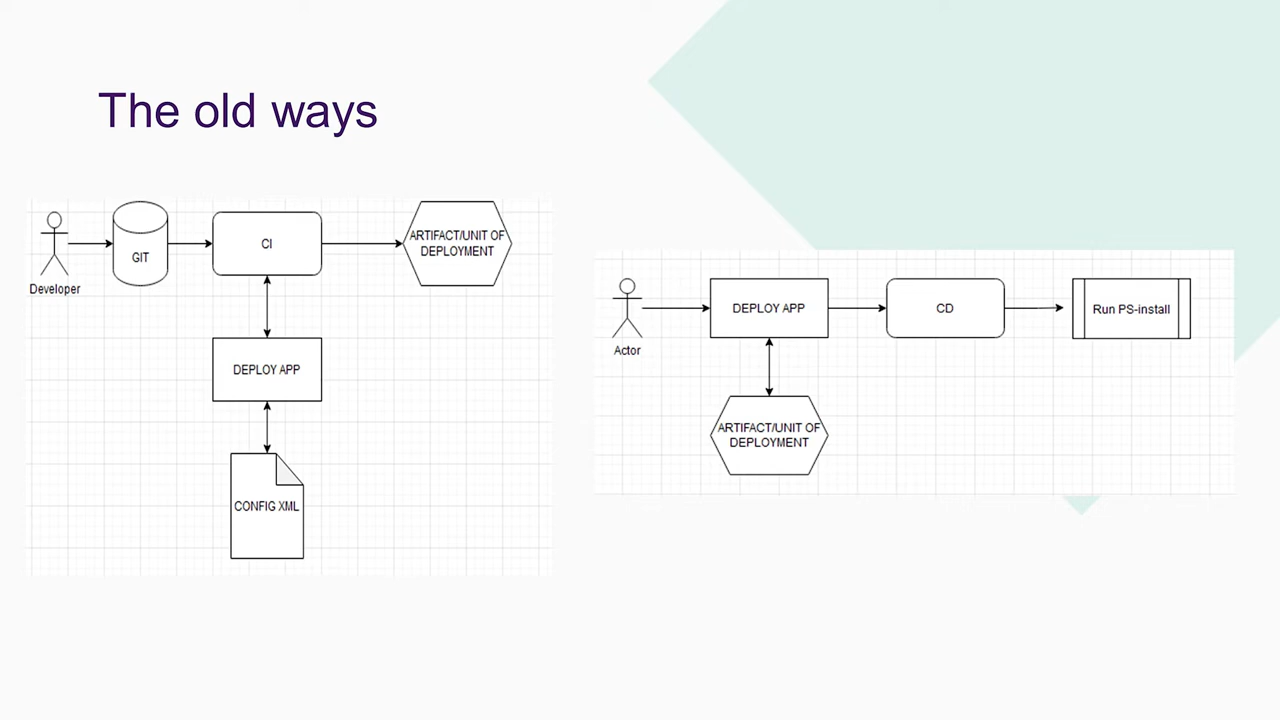 The old ways
GIT
CI
ARTIFACT/UNIT OF
DEPLOYMENT
Developer
DEPLOY APP
CONFIG XML
DEPLOY APP
CD
Run PS-install
Actor
ARTIFACT/UNIT OF
DEPLOYMENT